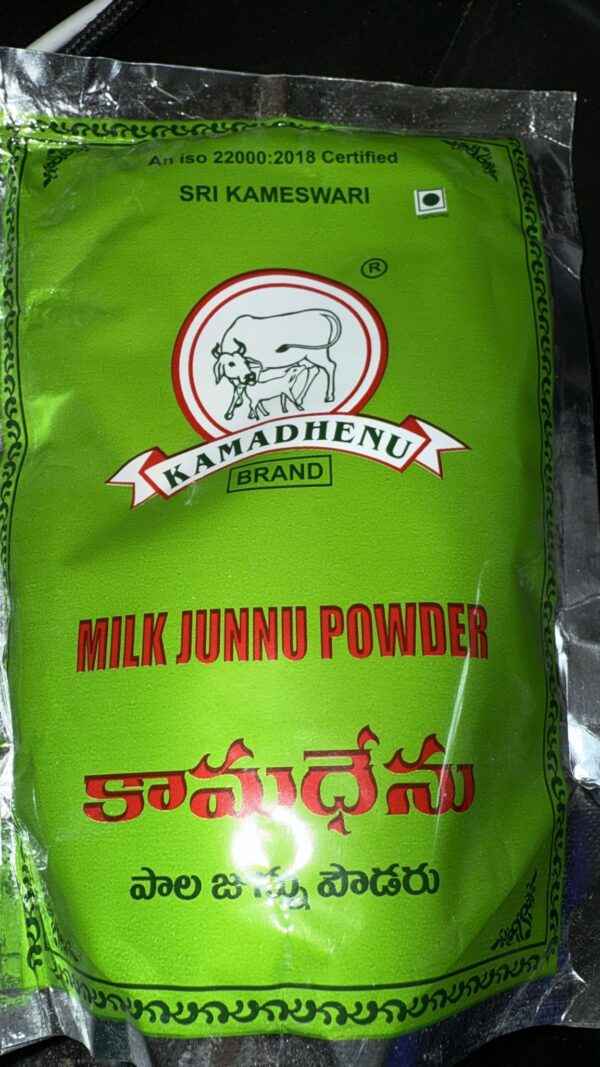 An iso 22000:2018 Certified
SRI KAMESWARI
®
KAMADHENU
BRAND
MILK JUNNU POWDER
కామధేను
పాల జున్ను పౌడరు